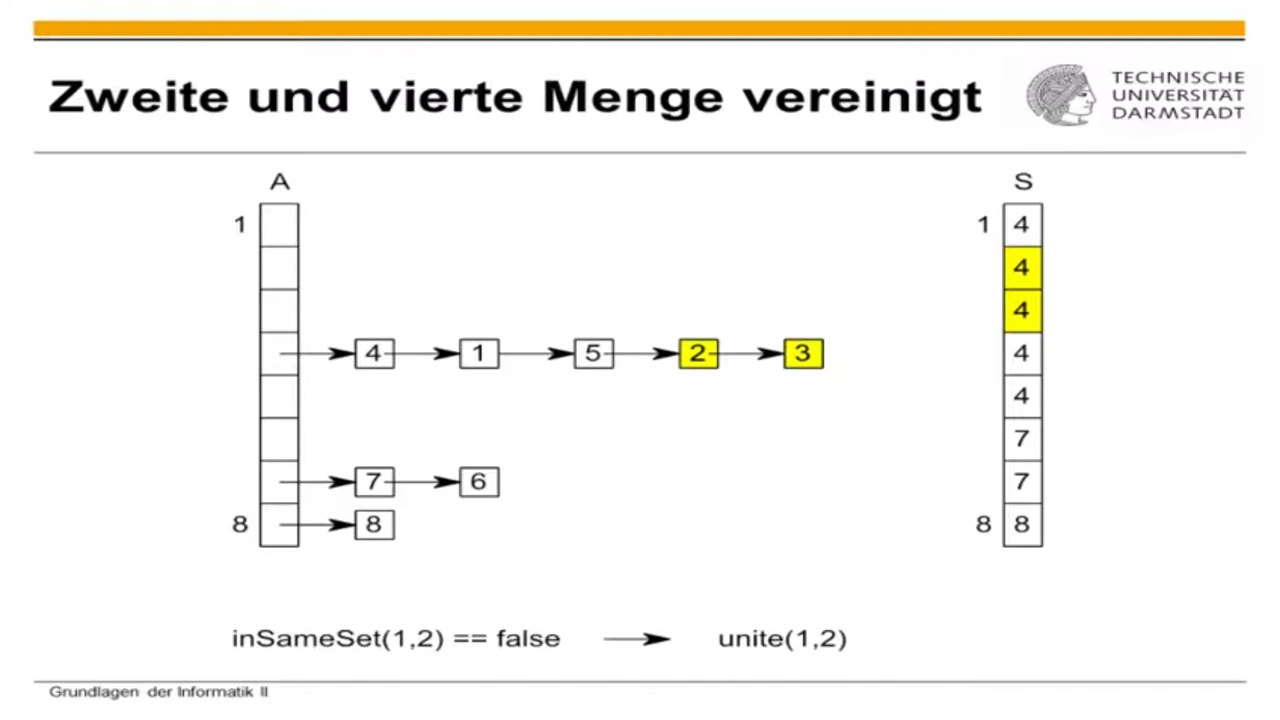 Zweite und vierte Menge vereinigt
TECHNISCHE
UNIVERSITÄT
DARMSTADT
A
S
1
1 4
4
4
4 1 5 2 3
4
4
7
7 6
7
8 8
8 8
inSameSet(1,2) == false
unite(1,2)
Grundlagen der Informatik II